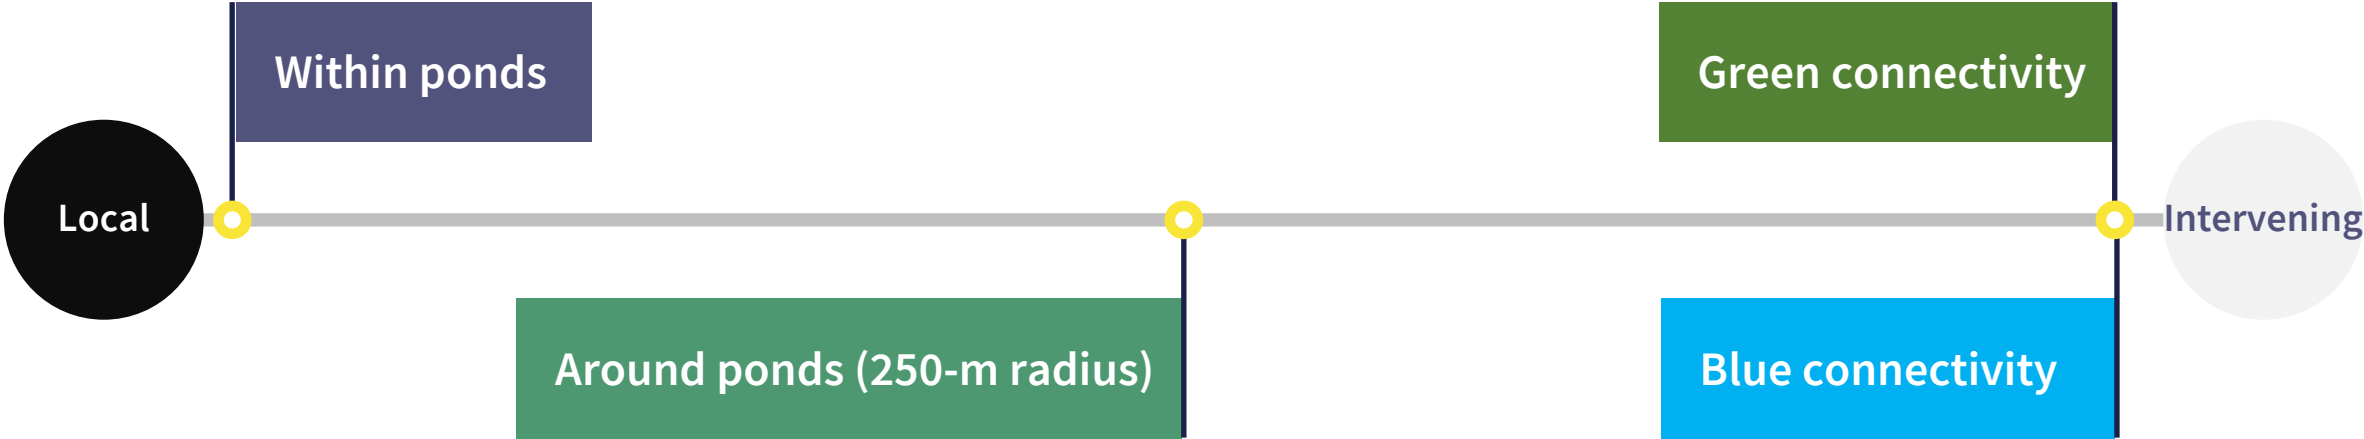 Within ponds
Green connectivity
Local
Intervening
Around ponds (250-m radius)
Blue connectivity